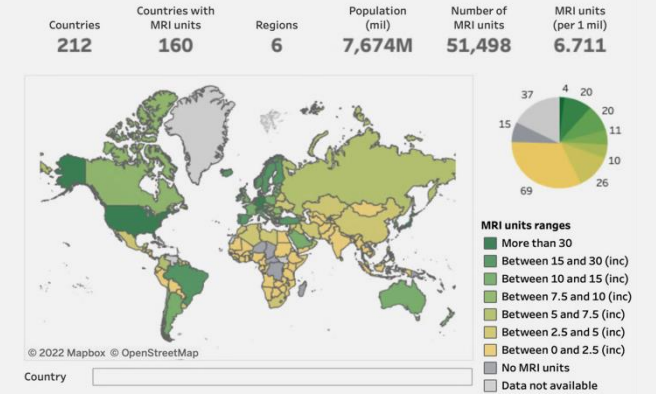 Countries
212
Countries with
MRI units
160
Regions
6
Population
(mil)
7,674M
Number of
MRI units
51,498
MRI units
(per 1 mil)
6.711
37
4
20
20
11
10
26
69
15
MRI units ranges
More than 30
Between 15 and 30 (inc)
Between 10 and 15 (inc)
Between 7.5 and 10 (inc)
Between 5 and 7.5 (inc)
Between 2.5 and 5 (inc)
Between 0 and 2.5 (inc)
No MRI units
Data not available
© 2022 Mapbox © OpenStreetMap
Country